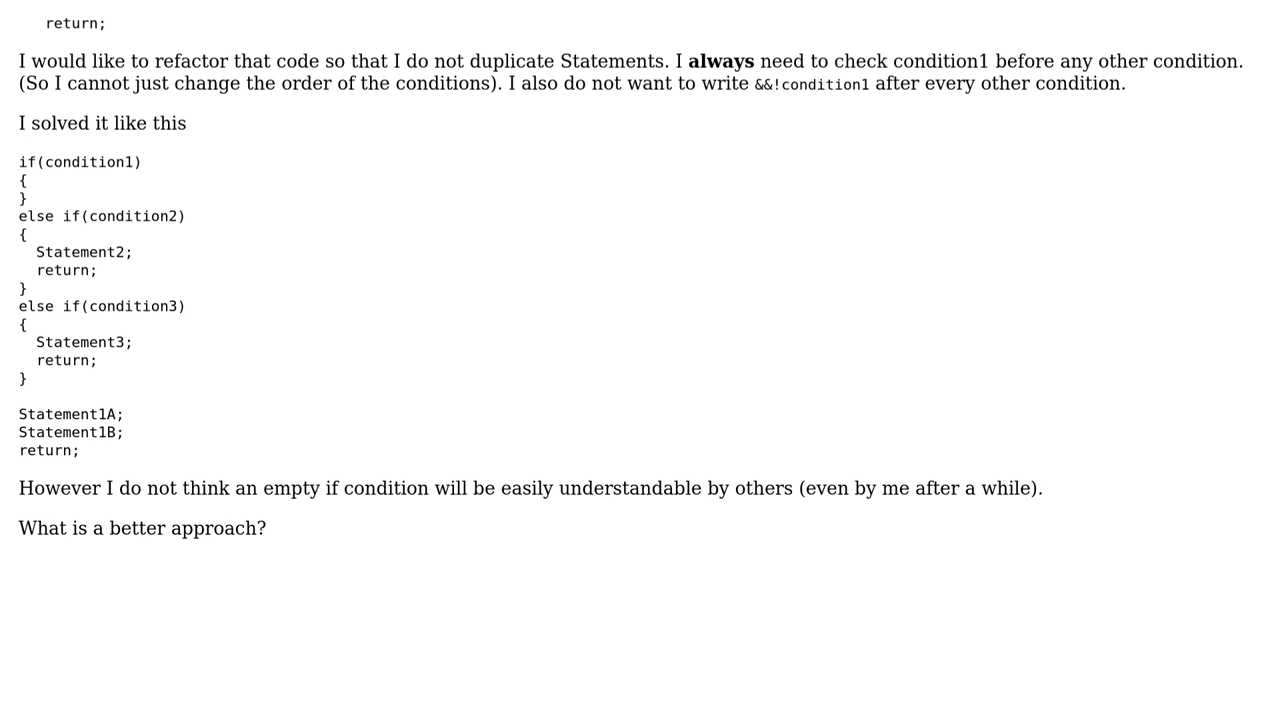 return;
I would like to refactor that code so that I do not duplicate Statements. I always need to check condition1 before any other condition.
(So I cannot just change the order of the conditions). I also do not want to write &&!condition1 after every other condition.
I solved it like this
if(condition1)
{
}
else if(condition2)
{
  Statement2;
  return;
}
else if(condition3)
{
  Statement3;
  return;
}
Statement1A;
Statement1B;
return;
However I do not think an empty if condition will be easily understandable by others (even by me after a while).
What is a better approach?